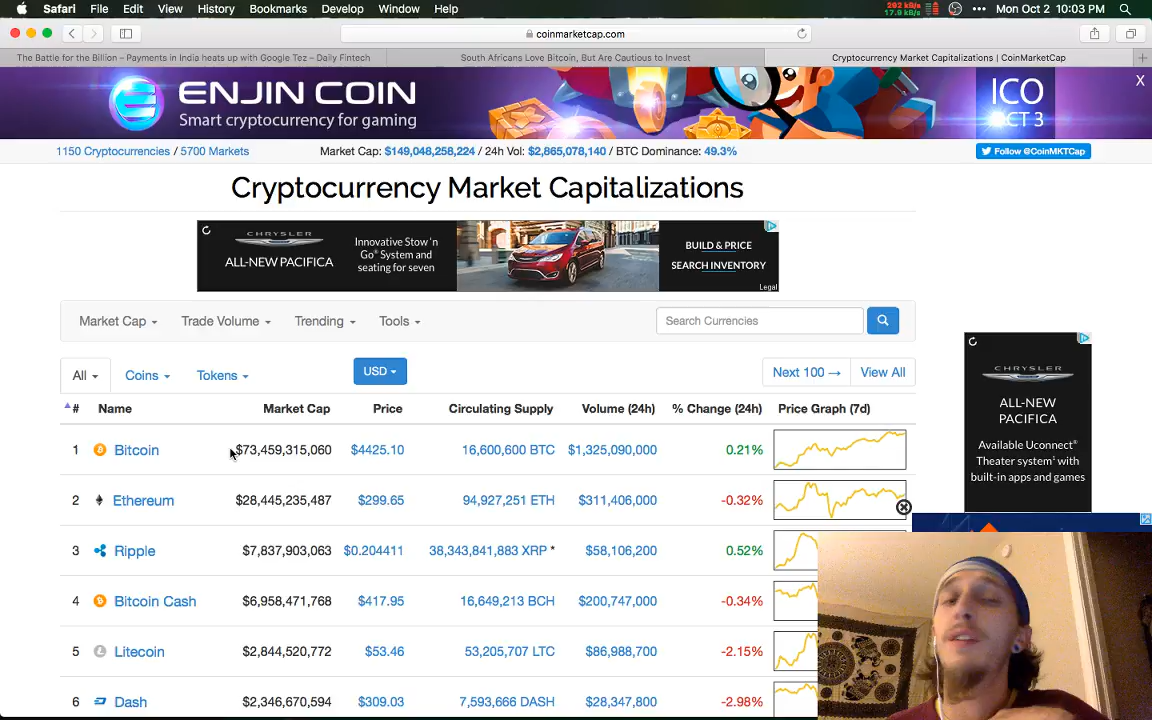 Safari File Edit View History Bookmarks Develop Window Help 292 kB/s 17.9 kB/s Mon Oct 2 10:03 PM
coinmarketcap.com
The Battle for the Billion – Payments in India heats up with Google Tez – Daily Fintech South Africans Love Bitcoin, But Are Cautious to Invest Cryptocurrency Market Capitalizations | CoinMarketCap
ENJIN COIN
Smart cryptocurrency for gaming
ICO
OCT 3
X
1150 Cryptocurrencies / 5700 Markets Market Cap: $149,048,258,224 / 24h Vol: $2,865,078,140 / BTC Dominance: 49.3% Follow @CoinMKTCap
Cryptocurrency Market Capitalizations
CHRYSLER
ALL-NEW PACIFICA
Innovative Stow 'n
Go® System and
seating for seven
BUILD & PRICE
SEARCH INVENTORY
Legal
Market Cap Trade Volume Trending Tools Search Currencies
All Coins Tokens USD Next 100 → View All
# Name Market Cap Price Circulating Supply Volume (24h) % Change (24h) Price Graph (7d)
1 Bitcoin $73,459,315,060 $4425.10 16,600,600 BTC $1,325,090,000 0.21%
2 Ethereum $28,445,235,487 $299.65 94,927,251 ETH $311,406,000 -0.32%
3 Ripple $7,837,903,063 $0.204411 38,343,841,883 XRP * $58,106,200 0.52%
4 Bitcoin Cash $6,958,471,768 $417.95 16,649,213 BCH $200,747,000 -0.34%
5 Litecoin $2,844,520,772 $53.46 53,205,707 LTC $86,988,700 -2.15%
6 Dash $2,346,670,594 $309.03 7,593,666 DASH $28,347,800 -2.98%
CHRYSLER
ALL-NEW
PACIFICA
Available Uconnect®
Theater system‡ with
built-in apps and games